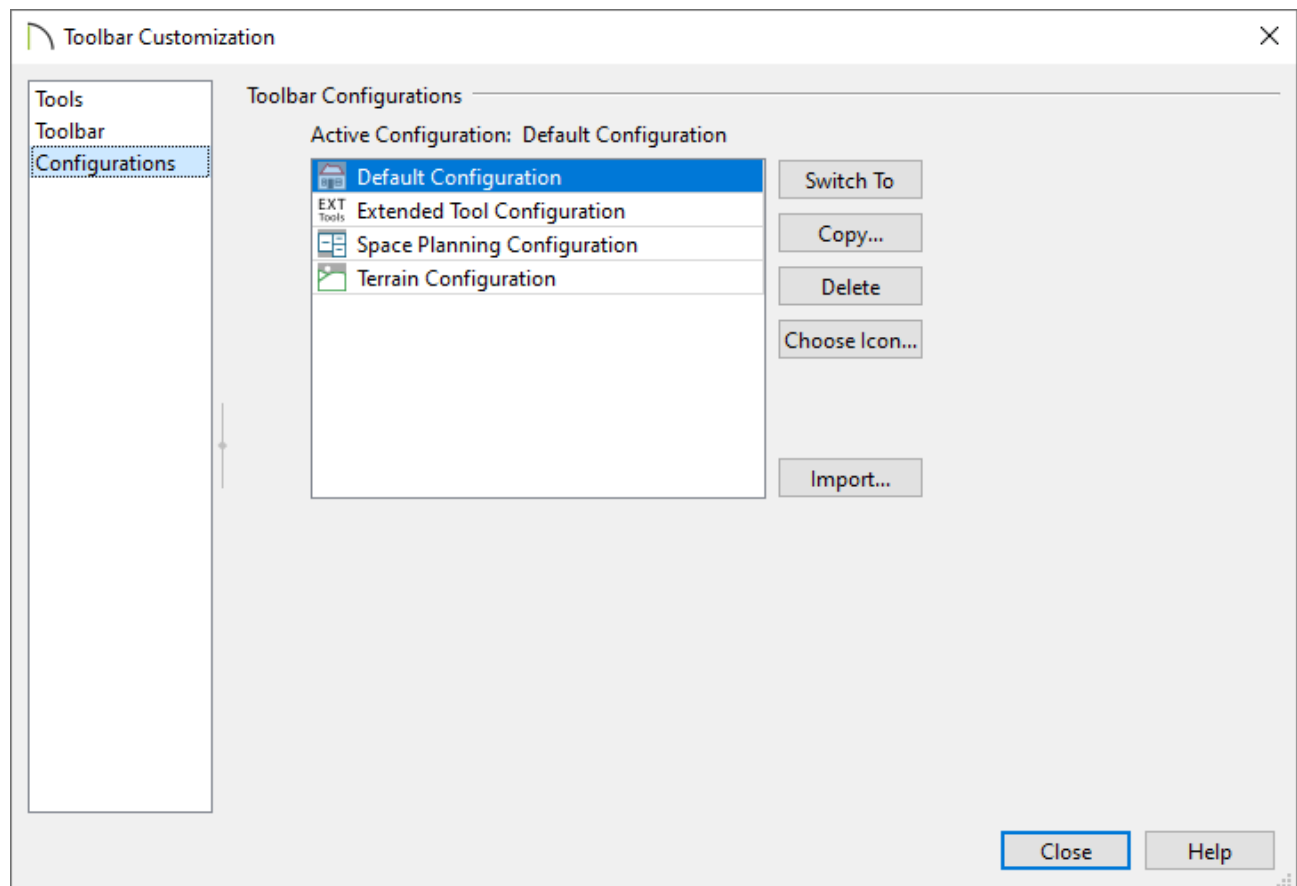 Toolbar Customization
Tools
Toolbar
Configurations
Toolbar Configurations
Active Configuration: Default Configuration
Default Configuration
EXT
Tools
Extended Tool Configuration
Space Planning Configuration
Terrain Configuration
Switch To
Copy...
Delete
Choose Icon...
Import...
Close
Help